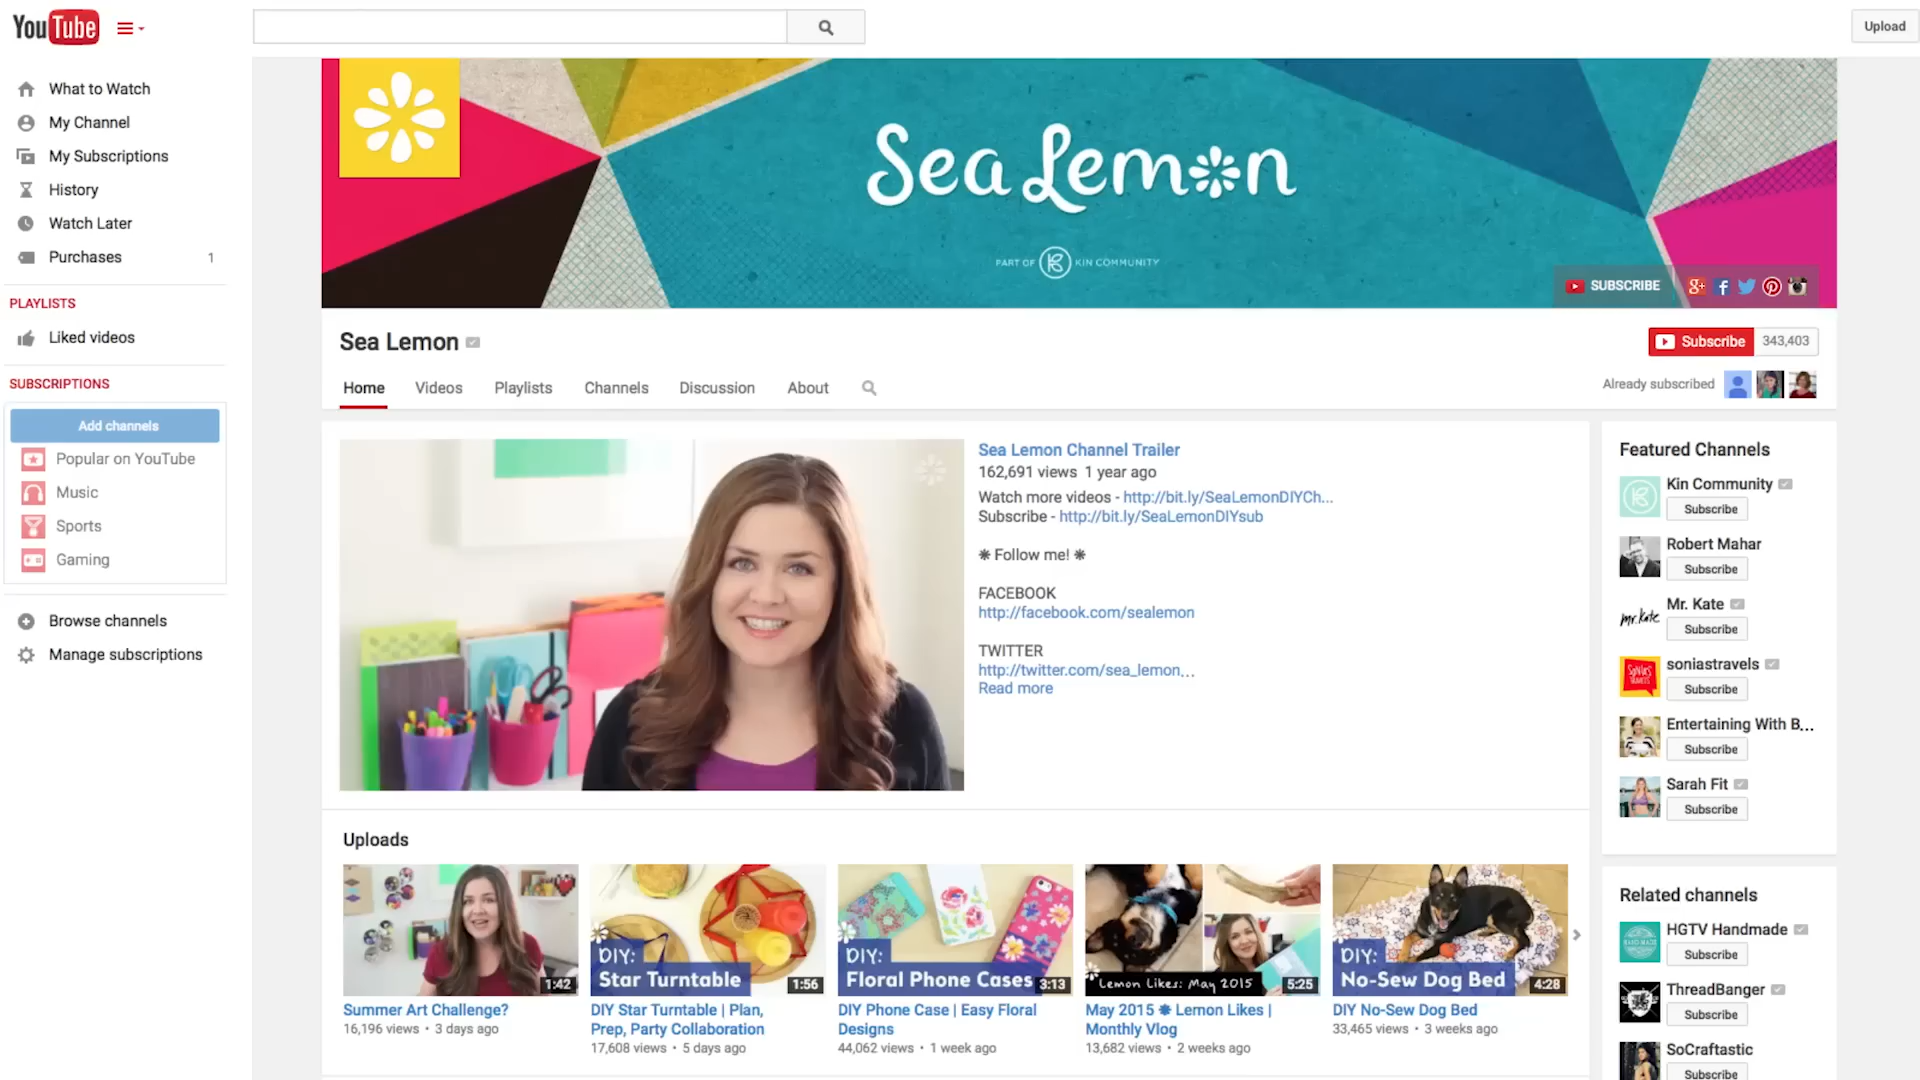 YouTube
Upload
What to Watch
My Channel
My Subscriptions
History
Watch Later
Purchases 1
PLAYLISTS
Liked videos
SUBSCRIPTIONS
Add channels
Popular on YouTube
Music
Sports
Gaming
Browse channels
Manage subscriptions
Sea Lemon
PART OF KIN COMMUNITY
SUBSCRIBE
Sea Lemon
Subscribe 343,403
Home Videos Playlists Channels Discussion About
Already subscribed
Sea Lemon Channel Trailer
162,691 views 1 year ago
Watch more videos - http://bit.ly/SeaLemonDIYCh...
Subscribe - http://bit.ly/SeaLemonDIYsub
❋ Follow me! ❋
FACEBOOK
http://facebook.com/sealemon
TWITTER
http://twitter.com/sea_lemon...
Read more
Uploads
1:42
Summer Art Challenge?
16,196 views • 3 days ago
DIY:
Star Turntable
1:56
DIY Star Turntable | Plan,
Prep, Party Collaboration
17,608 views • 5 days ago
DIY:
Floral Phone Cases
3:13
DIY Phone Case | Easy Floral
Designs
44,062 views • 1 week ago
Lemon Likes: May 2015
5:25
May 2015 ❋ Lemon Likes |
Monthly Vlog
13,682 views • 2 weeks ago
DIY:
No-Sew Dog Bed
4:28
DIY No-Sew Dog Bed
33,465 views • 3 weeks ago
Featured Channels
Kin Community
Subscribe
Robert Mahar
Subscribe
mr. kate
Mr. Kate
Subscribe
soniastravels
Subscribe
Entertaining With B...
Subscribe
Sarah Fit
Subscribe
Related channels
HGTV Handmade
Subscribe
ThreadBanger
Subscribe
SoCraftastic
Subscribe